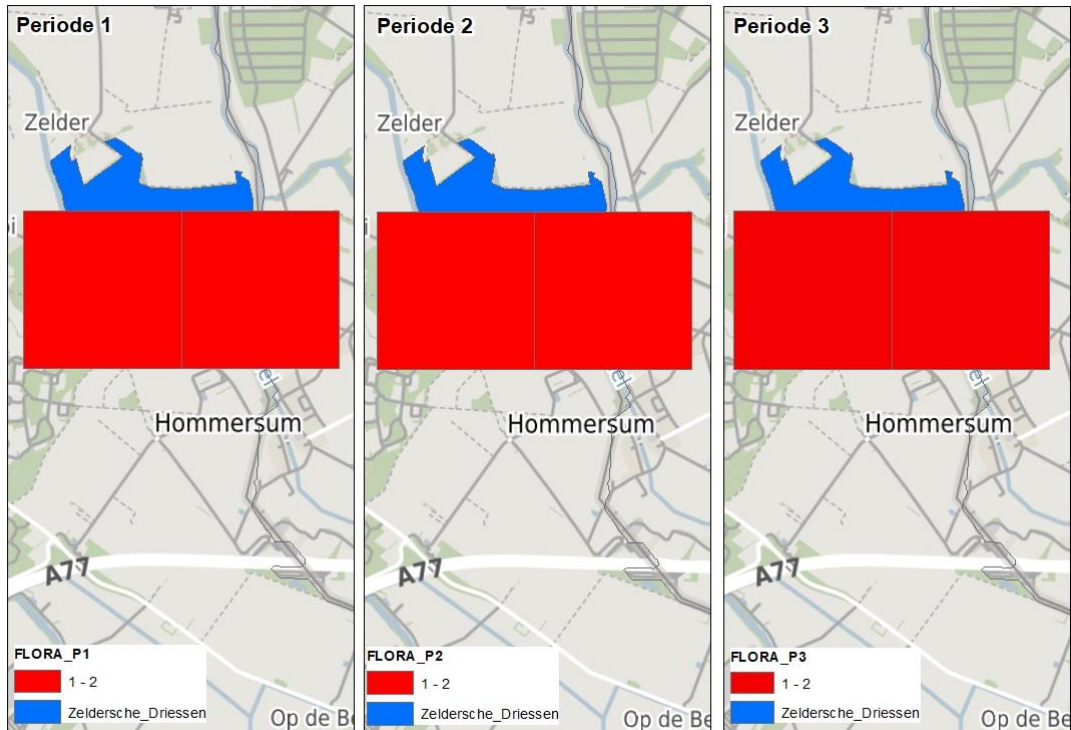 Periode 1
Zelder
Hommersum
A77
FLORA_P1
1 - 2
Zeldersche_Driessen
Op de Be
Periode 2
Zelder
Hommersum
A77
FLORA_P2
1 - 2
Zeldersche_Driessen
Op de Be
Periode 3
Zelder
Hommersum
A77
FLORA_P3
1 - 2
Zeldersche_Driessen
Op de Be